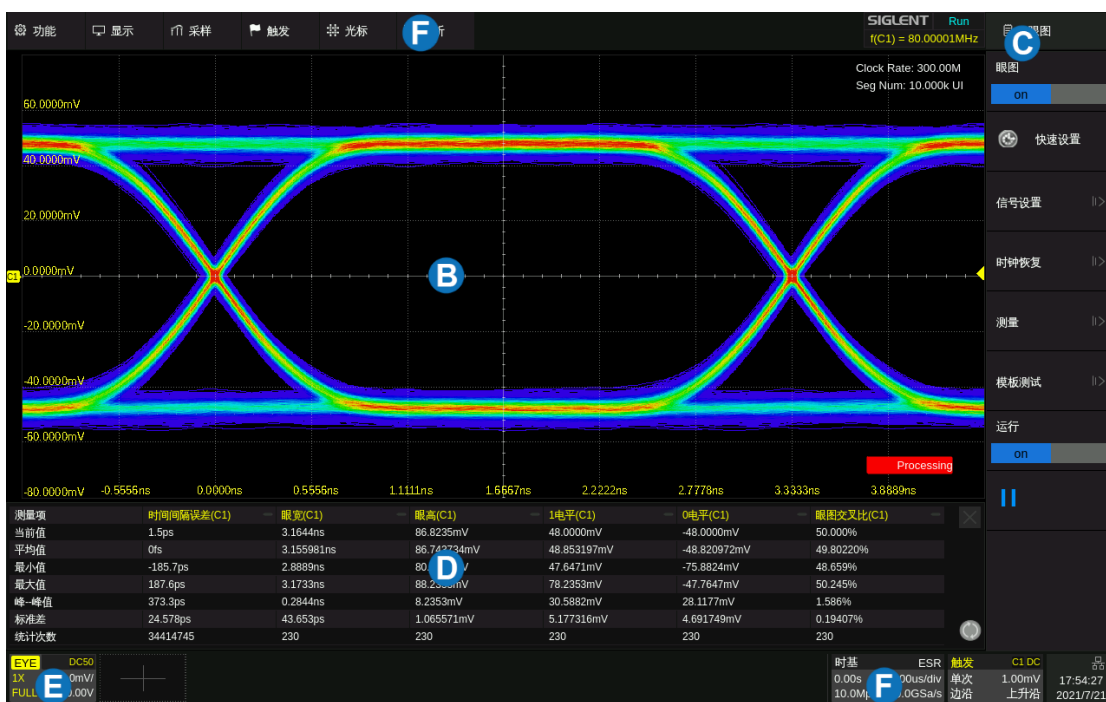 功能 显示 采样 触发 光标 F SIGLENT Run C 眼图
f(C1) = 80.00001MHz
Clock Rate: 300.00M
Seg Num: 10.000k UI
眼图
on
快速设置
信号设置
时钟恢复
测量
模板测试
运行
on
60.0000mV
40.0000mV
20.0000mV
C1 0.0000mV
B
-20.0000mV
-40.0000mV
-60.0000mV
Processing
-80.0000mV -0.5556ns 0.0000ns 0.5556ns 1.1111ns 1.6667ns 2.2222ns 2.7778ns 3.3333ns 3.8889ns
测量项 时间间隔误差(C1) 眼宽(C1) 眼高(C1) 1电平(C1) 0电平(C1) 眼图交叉比(C1)
当前值 1.5ps 3.1644ns 86.8235mV 48.0000mV -48.0000mV 50.000%
平均值 0fs 3.155981ns 86.742734mV 48.853197mV -48.820972mV 49.80220%
最小值 -185.7ps 2.8889ns 80. D 47.6471mV -75.8824mV 48.659%
最大值 187.6ps 3.1733ns 88.2353mV 78.2353mV -47.7647mV 50.245%
峰--峰值 373.3ps 0.2844ns 8.2353mV 30.5882mV 28.1177mV 1.586%
标准差 24.578ps 43.653ps 1.065571mV 5.177316mV 4.691749mV 0.19407%
统计次数 34414745 230 230 230 230 230
EYE DC50
1X 0mV/
FULL E .00V
时基 ESR
0.00s 00us/div
10.0M F .0GSa/s
触发 C1 DC
单次 1.00mV
边沿 上升沿
17:54:27
2021/7/21